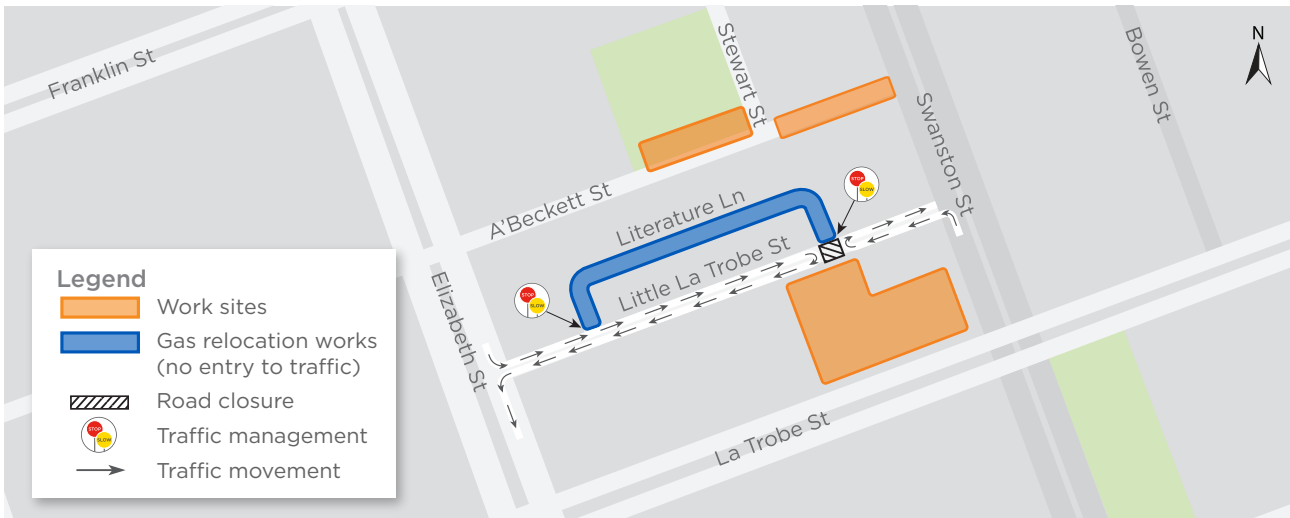 Franklin St
Stewart St
Bowen St
N
Swanston St
A'Beckett St
Literature Ln
STOP
SLOW
Little La Trobe St
STOP
SLOW
Elizabeth St
La Trobe St
Legend
Work sites
Gas relocation works
(no entry to traffic)
Road closure
STOP
SLOW
Traffic management
Traffic movement